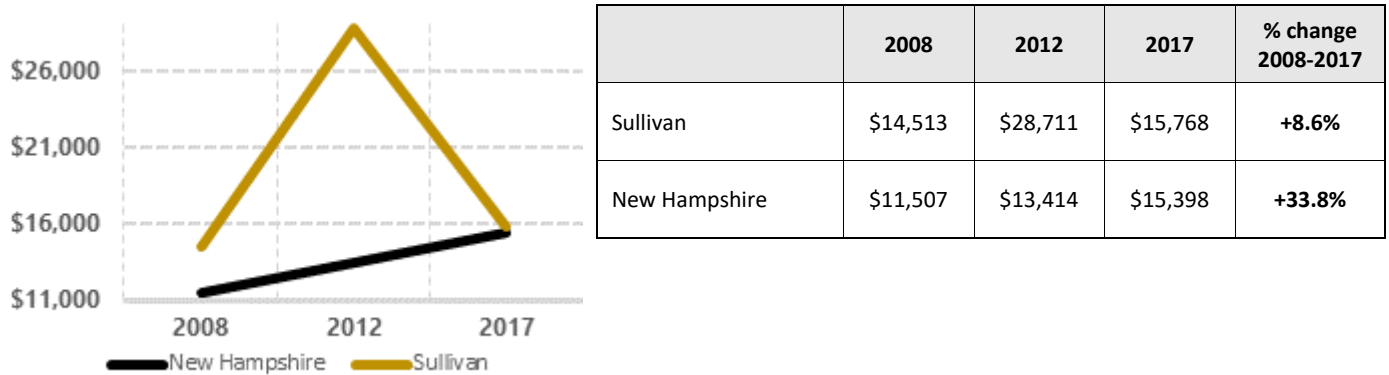 $26,000
$21,000
$16,000
$11,000
2008 2012 2017
New Hampshire Sullivan
2008 2012 2017 % change
2008-2017
Sullivan $14,513 $28,711 $15,768 +8.6%
New Hampshire $11,507 $13,414 $15,398 +33.8%